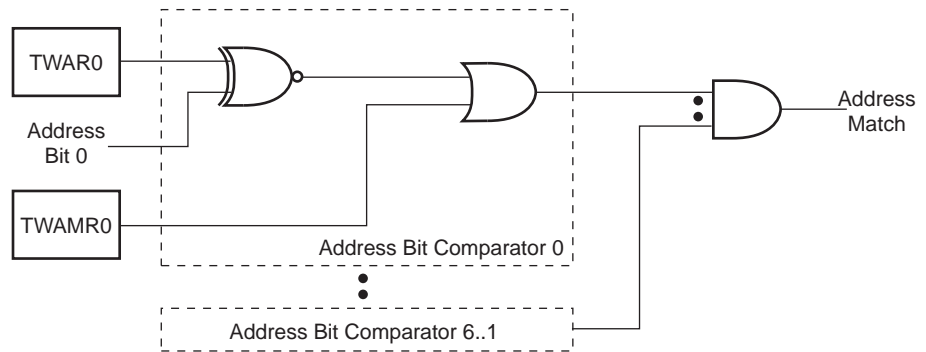 TWAR0
Address
Bit 0
TWAMR0
Address Bit Comparator 0
Address Bit Comparator 6..1
Address
Match